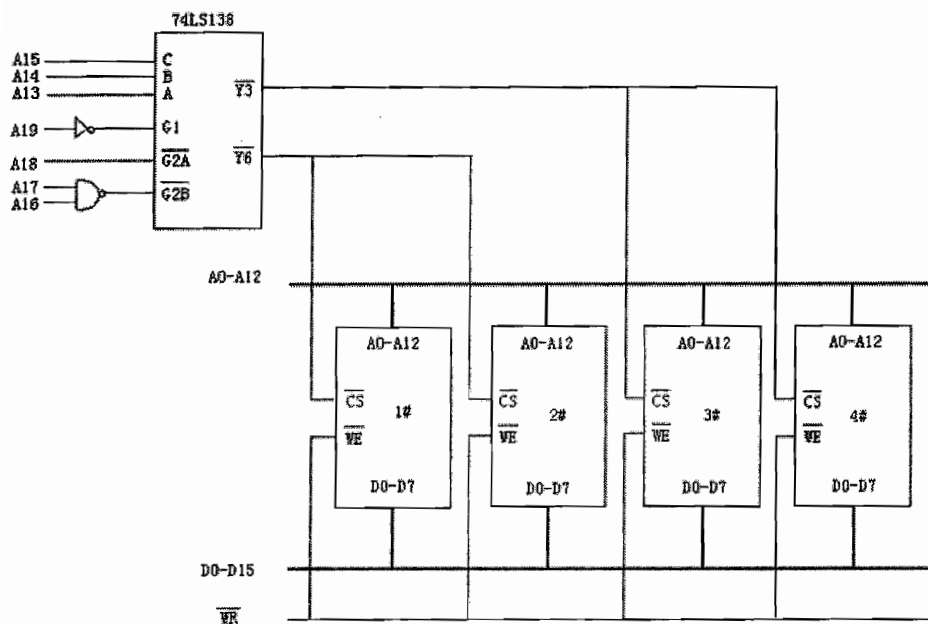 74LS138
A15 C
A14 B
A13 A Y3
A19 G1
A18 G2A Y6
A17 G2B
A16
A0-A12
A0-A12 A0-A12 A0-A12 A0-A12
CS CS CS CS
1# 2# 3# 4#
WE WE WE WE
D0-D7 D0-D7 D0-D7 D0-D7
D0-D15
WR